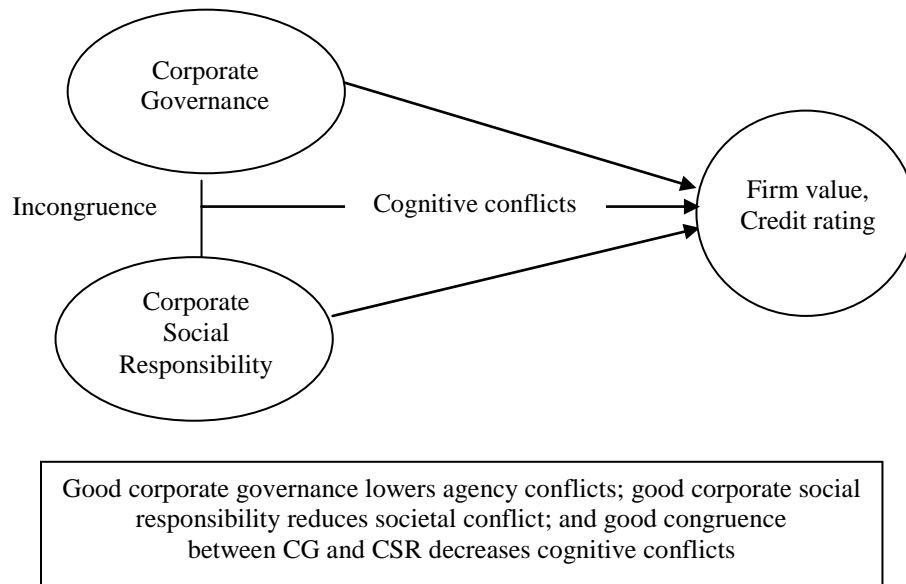 Corporate
Governance
Incongruence
Cognitive conflicts
Firm value,
Credit rating
Corporate
Social
Responsibility
Good corporate governance lowers agency conflicts; good corporate social
responsibility reduces societal conflict; and good congruence
between CG and CSR decreases cognitive conflicts